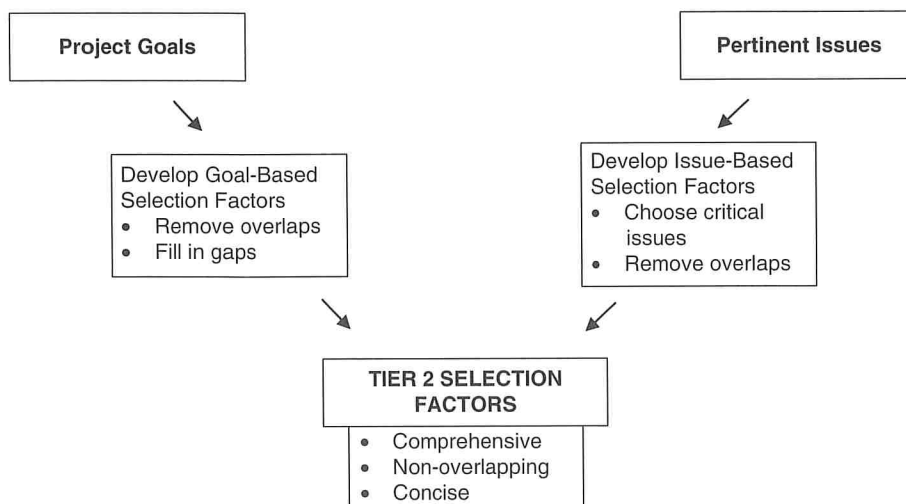 Project Goals
Pertinent Issues
Develop Goal-Based
Selection Factors
• Remove overlaps
• Fill in gaps
Develop Issue-Based
Selection Factors
• Choose critical
issues
• Remove overlaps
TIER 2 SELECTION
FACTORS
• Comprehensive
• Non-overlapping
• Concise